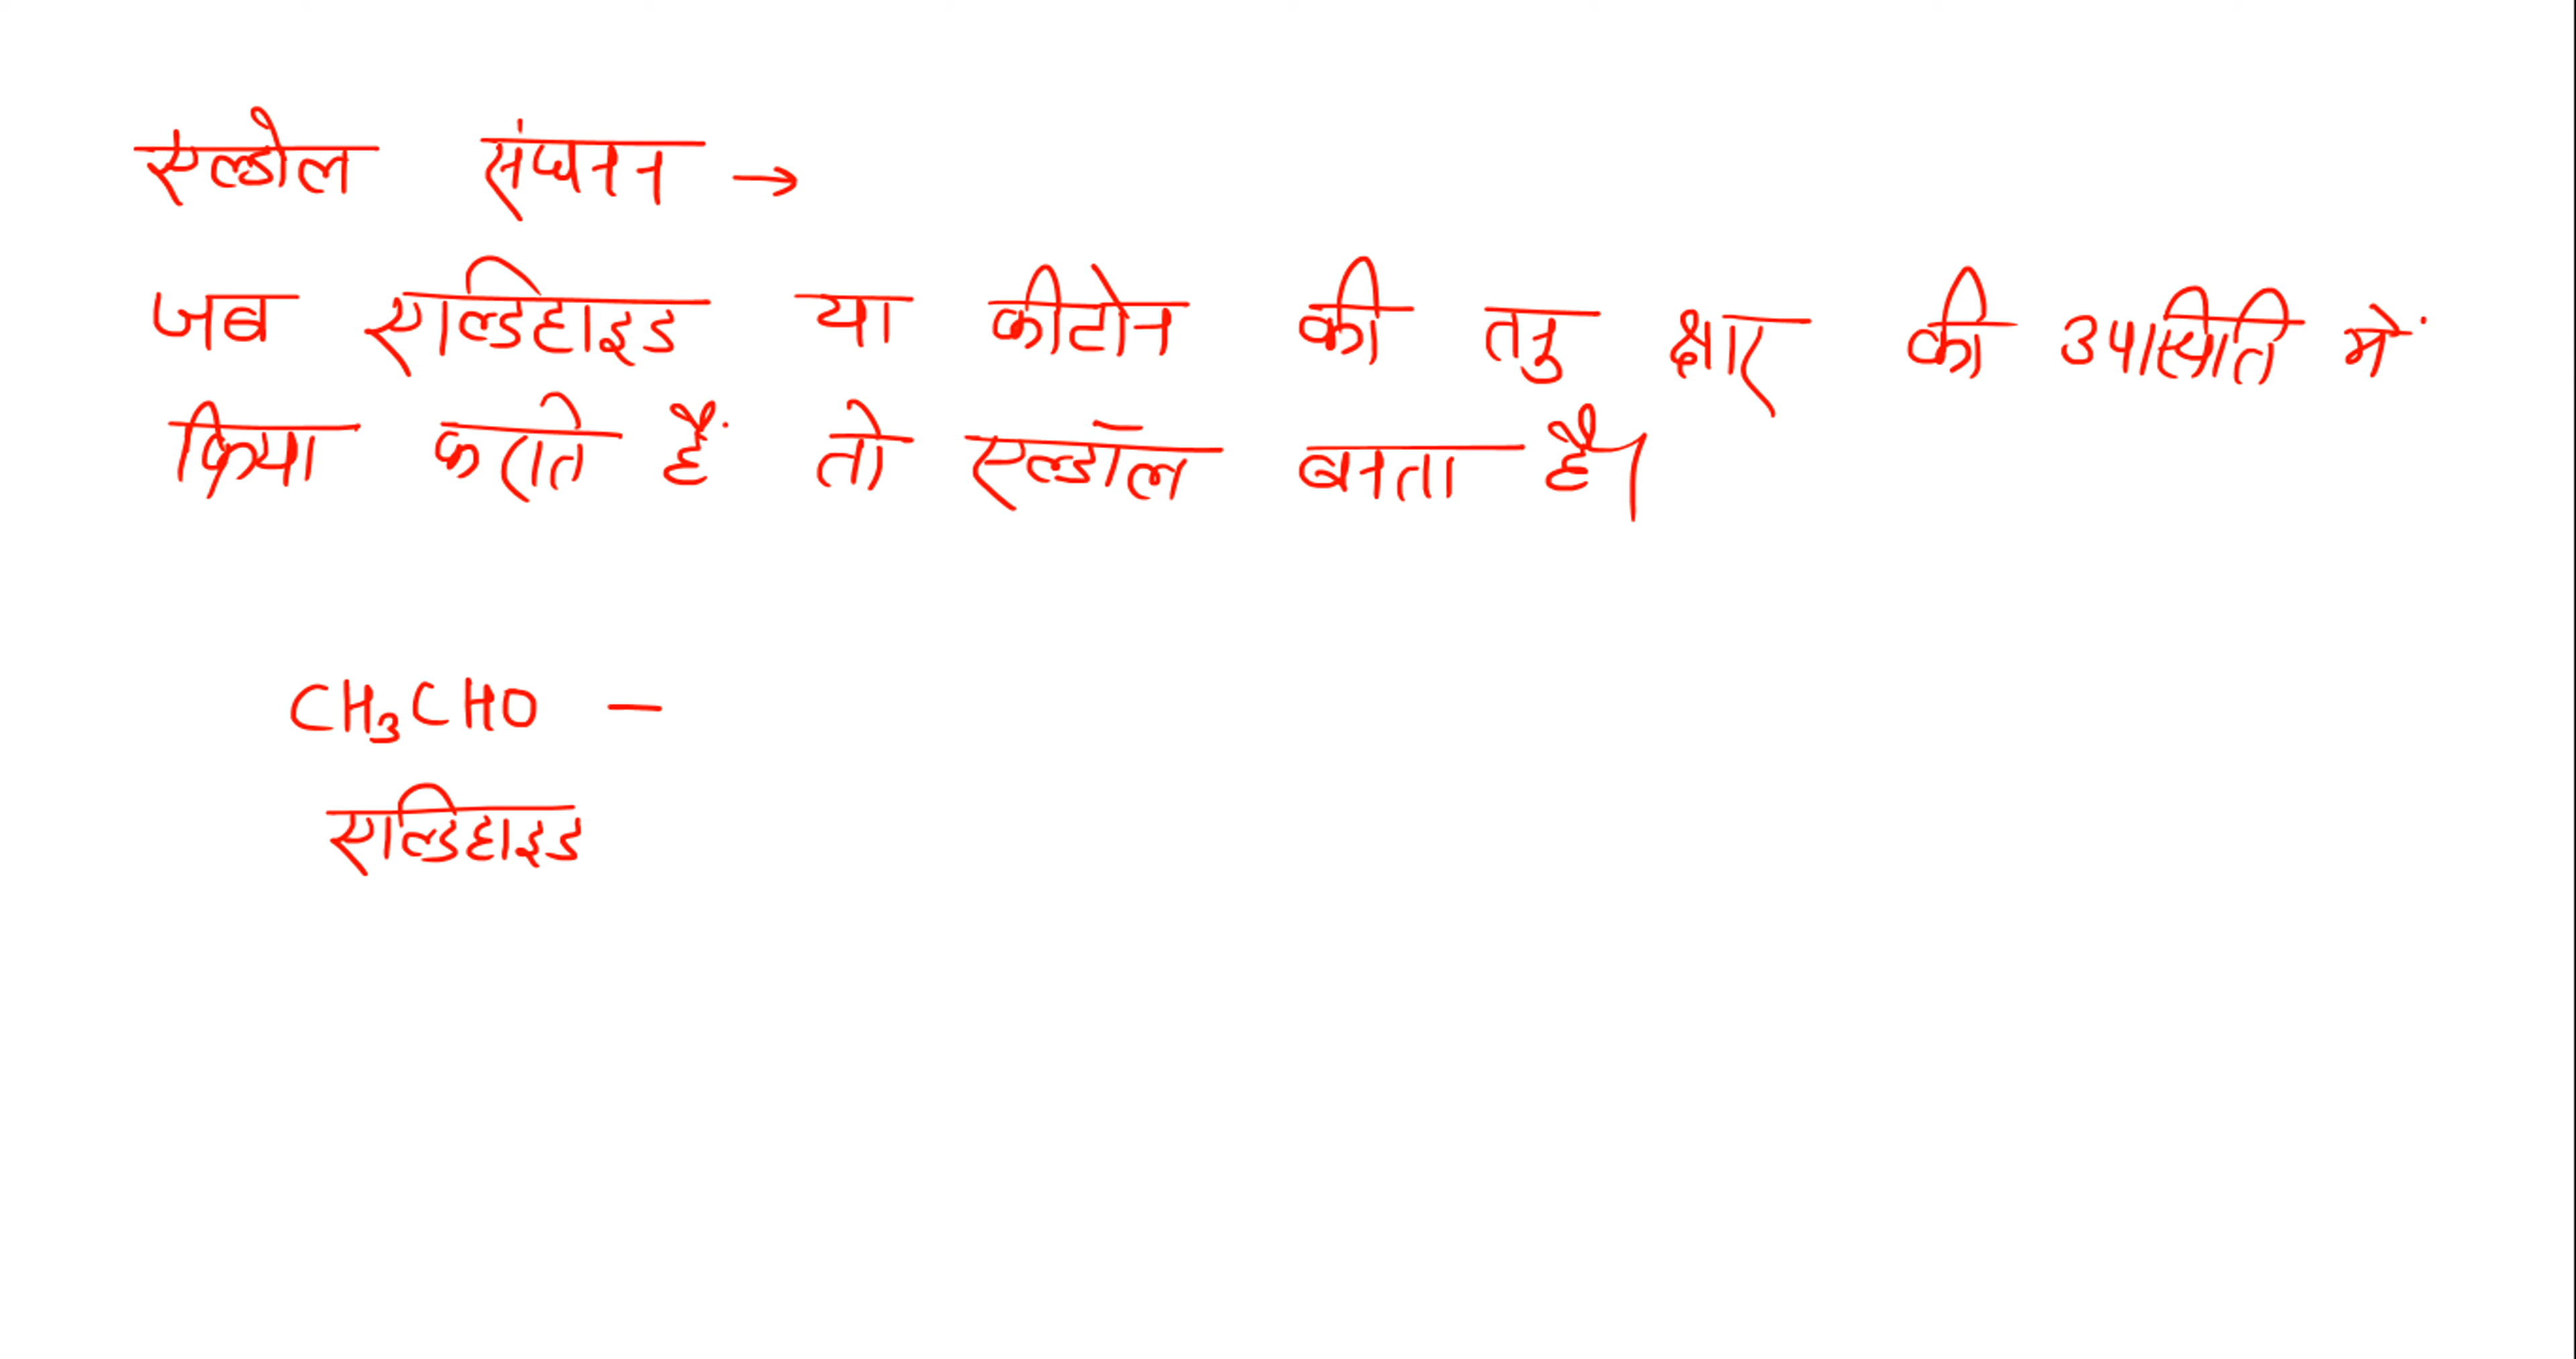 एल्डोल संघनन →
जब एल्डिहाइड या कीटोन की तनु क्षार की उपस्थिति में
क्रिया कराते हैं तो एल्डॉल बनता है।
CH₃CHO —
एल्डिहाइड